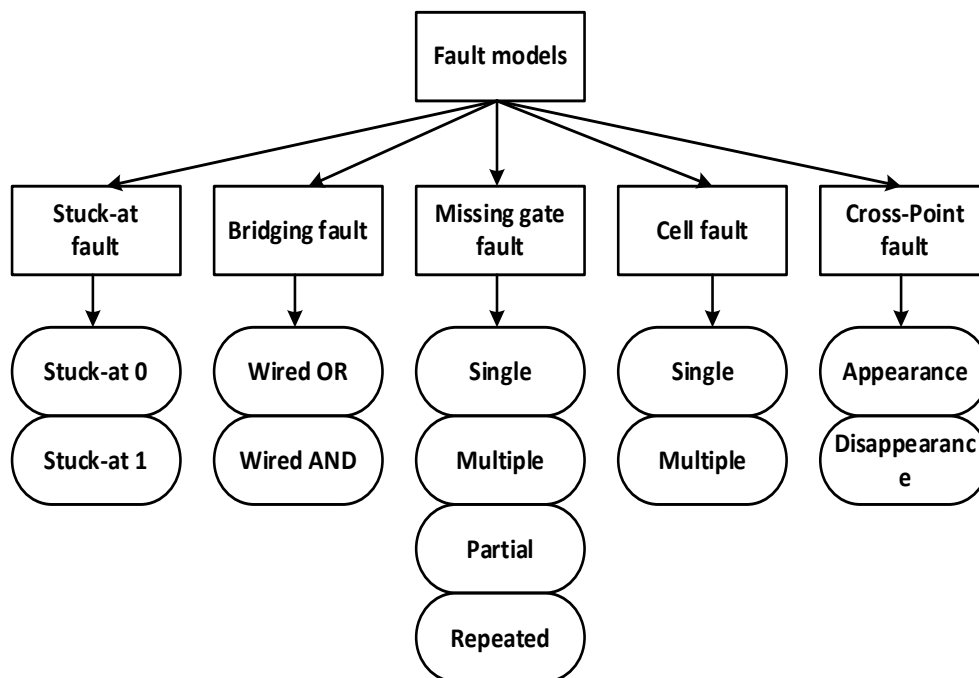 Fault models
Stuck-at
fault
Bridging fault
Missing gate
fault
Cell fault
Cross-Point
fault
Stuck-at 0
Stuck-at 1
Wired OR
Wired AND
Single
Multiple
Partial
Repeated
Single
Multiple
Appearance
Disappearanc
e